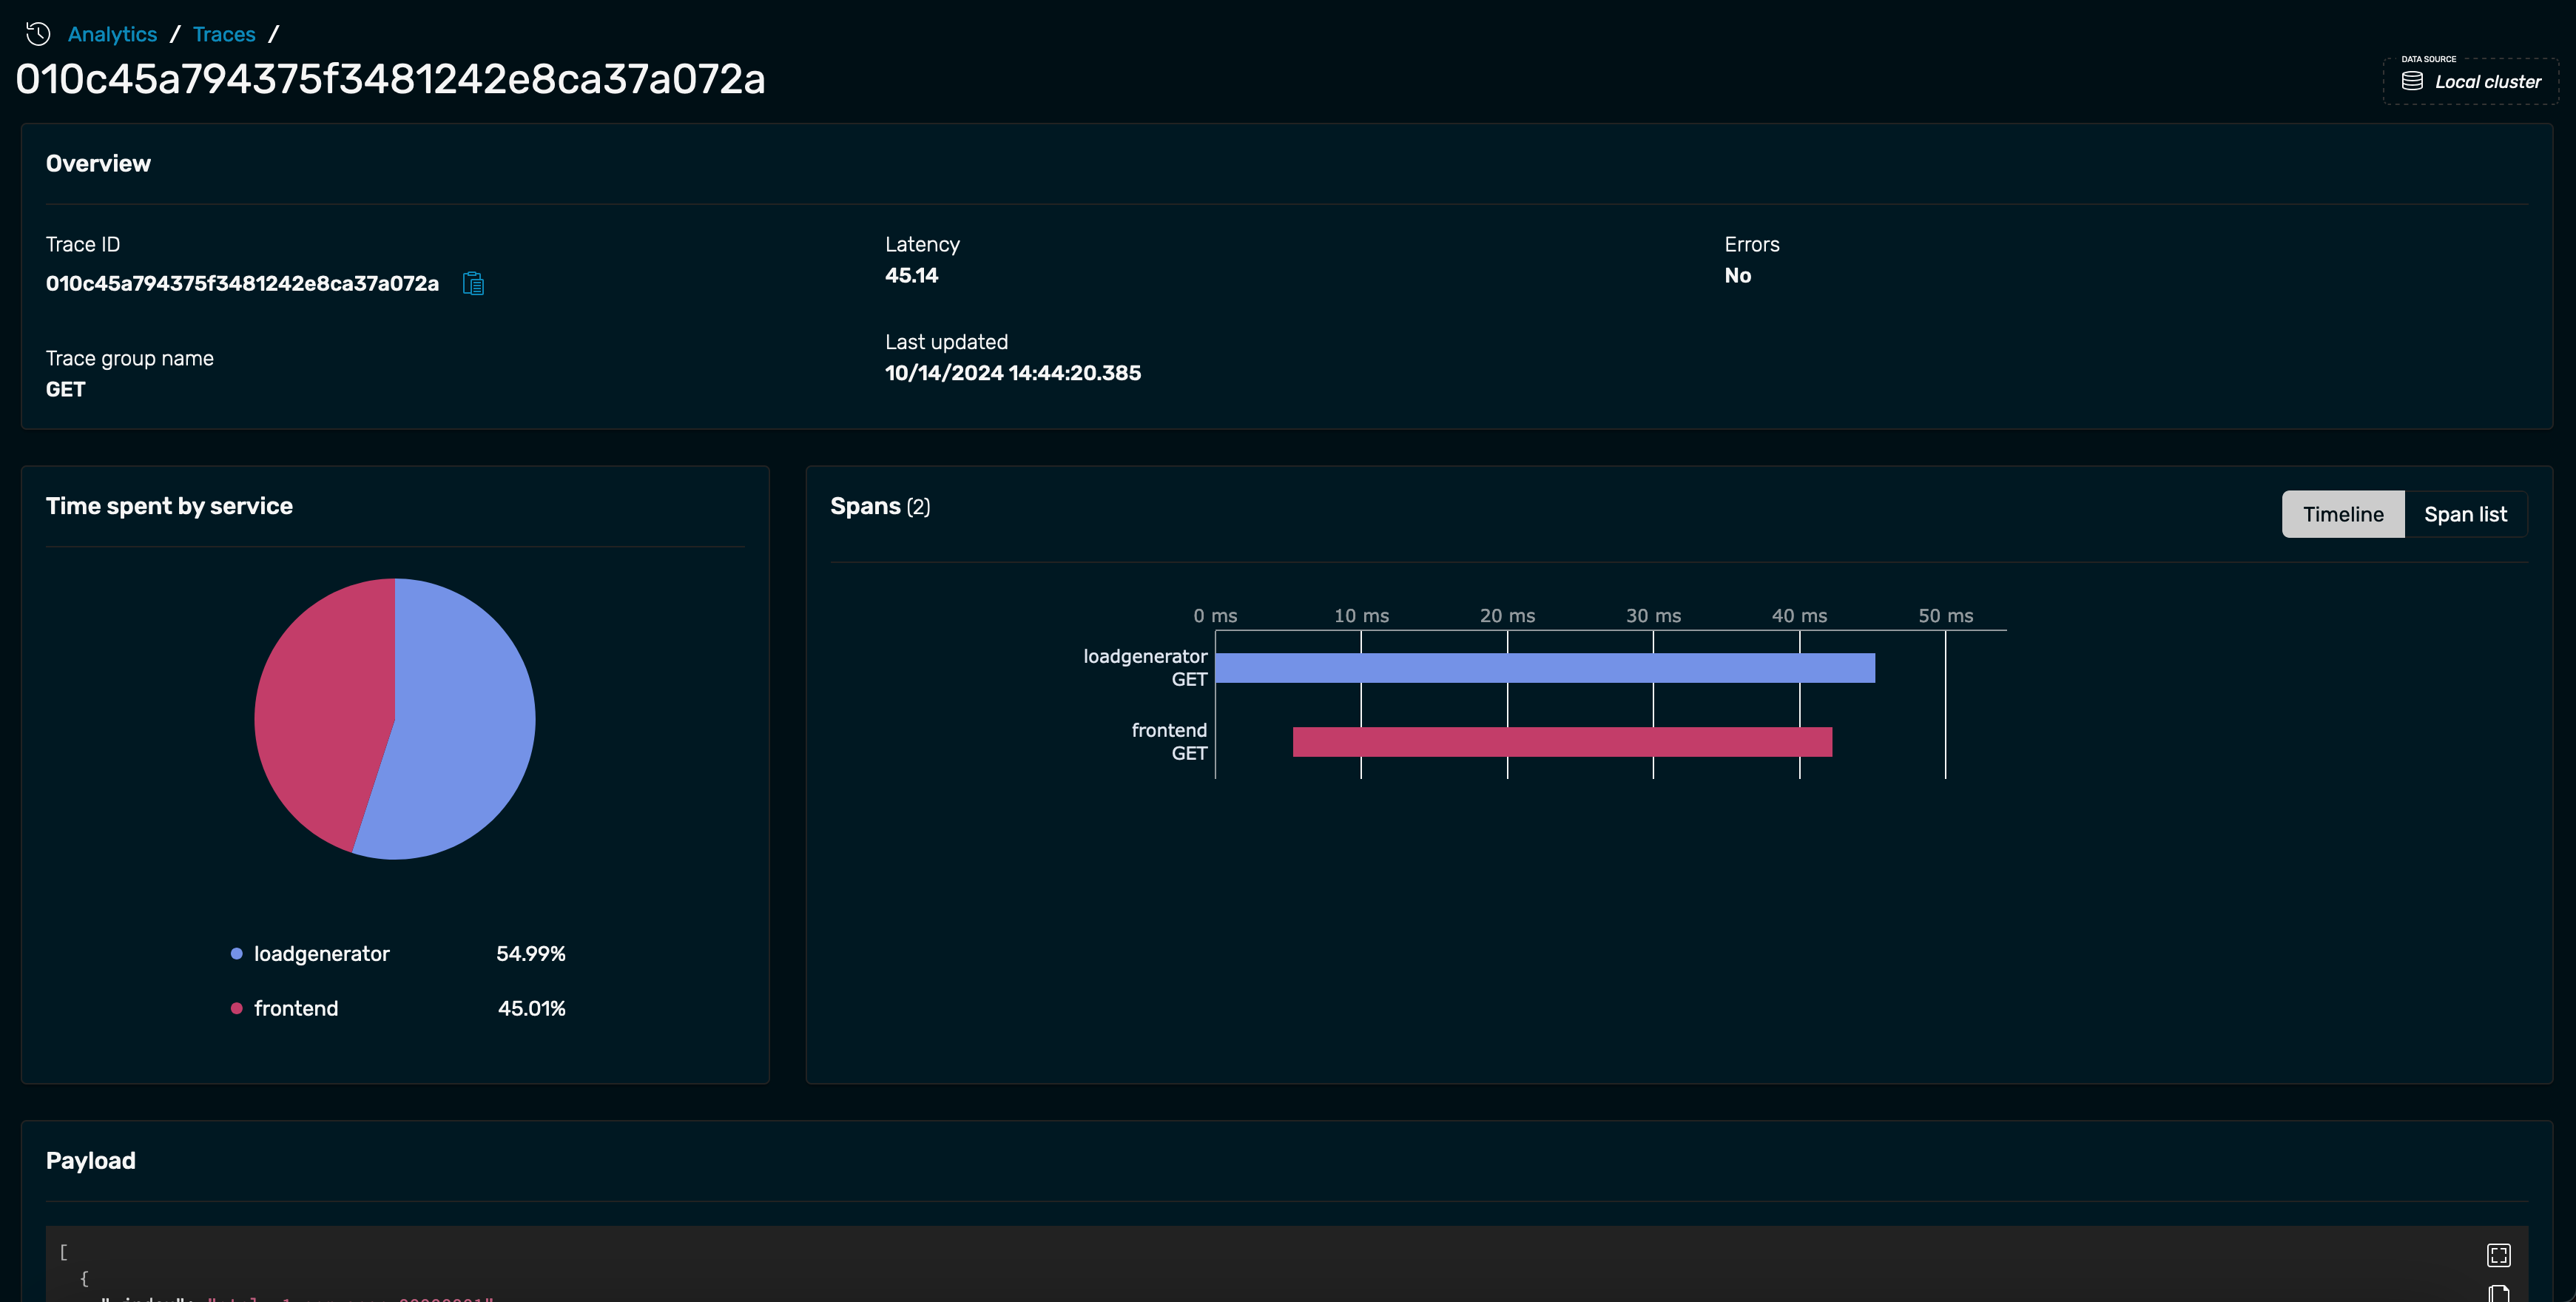 Analytics / Traces /
010c45a794375f3481242e8ca37a072a
DATA SOURCE
Local cluster
Overview
Trace ID
010c45a794375f3481242e8ca37a072a
Latency
45.14
Errors
No
Trace group name
GET
Last updated
10/14/2024 14:44:20.385
Time spent by service
loadgenerator 54.99%
frontend 45.01%
Spans (2)
Timeline
Span list
0 ms 10 ms 20 ms 30 ms 40 ms 50 ms
loadgenerator
GET
frontend
GET
Payload
[
{